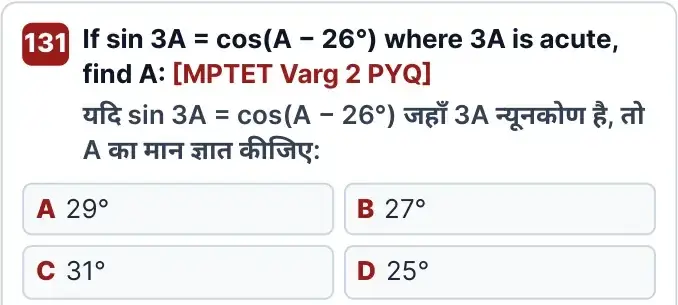 131 If sin 3A = cos(A − 26°) where 3A is acute,
find A: [MPTET Varg 2 PYQ]
यदि sin 3A = cos(A − 26°) जहाँ 3A न्यूनकोण है, तो
A का मान ज्ञात कीजिए:
A 29°
B 27°
C 31°
D 25°